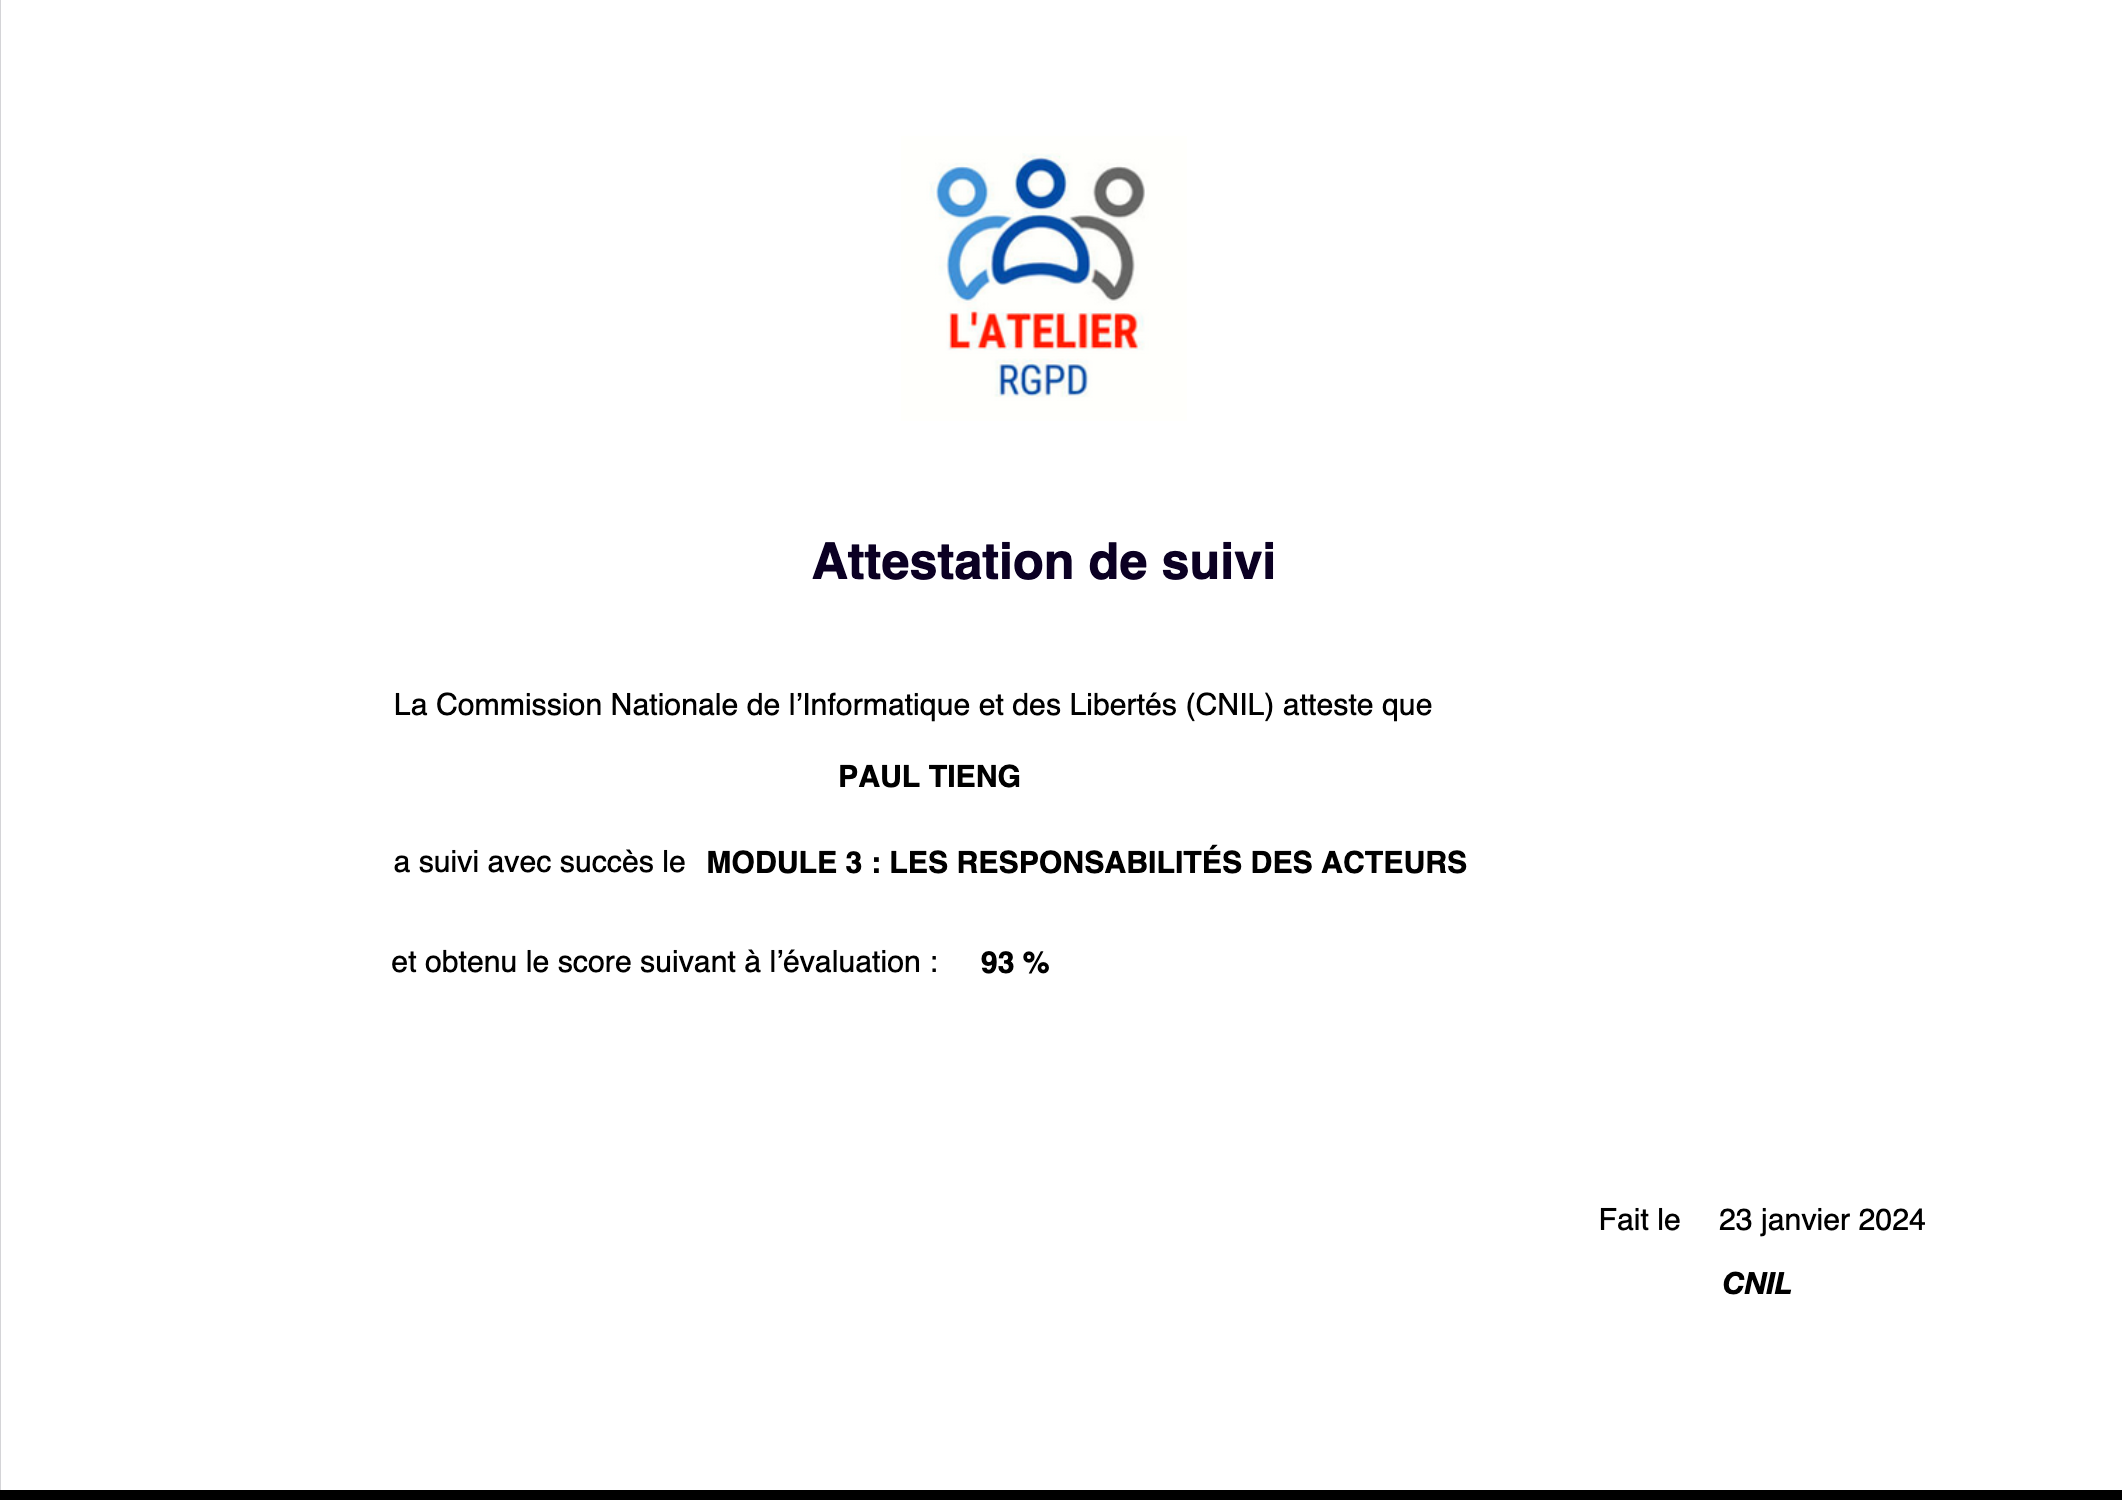 L'ATELIER
RGPD
Attestation de suivi
La Commission Nationale de l’Informatique et des Libertés (CNIL) atteste que
PAUL TIENG
a suivi avec succès le MODULE 3 : LES RESPONSABILITÉS DES ACTEURS
et obtenu le score suivant à l’évaluation : 93 %
Fait le 23 janvier 2024
CNIL